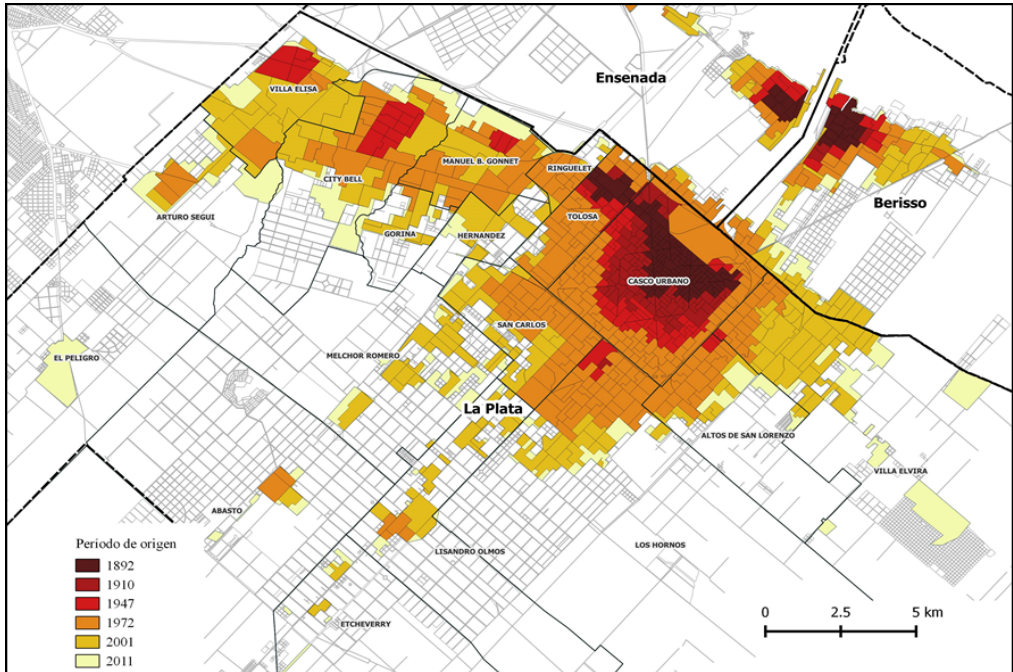 Ensenada
VILLA ELISA
MANUEL B. GONNET
RINGUELET
CITY BELL
Berisso
ARTURO SEGUI
TOLOSA
GORINA
HERNANDEZ
CASCO URBANO
SAN CARLOS
EL PELIGRO
MELCHOR ROMERO
La Plata
ALTOS DE SAN LORENZO
VILLA ELVIRA
ABASTO
LISANDRO OLMOS
LOS HORNOS
ETCHEVERRY
Periodo de origen
1892
1910
1947
1972
2001
2011
0 2.5 5 km